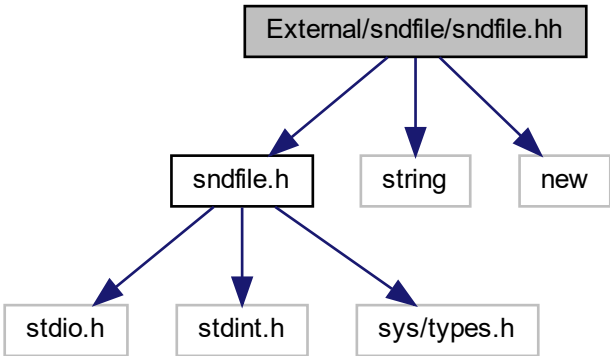 External/sndfile/sndfile.hh
sndfile.h
string
new
stdio.h
stdint.h
sys/types.h